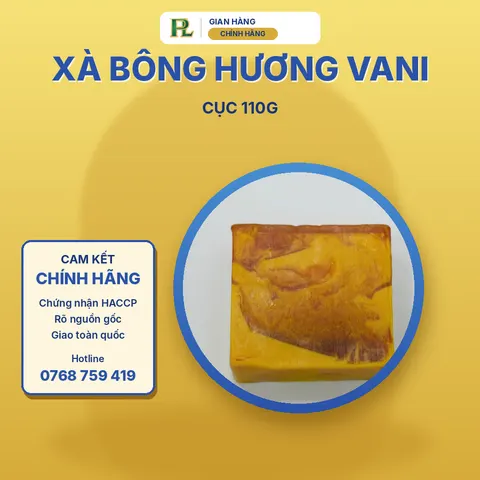 PL
GIAN HÀNG
CHÍNH HÃNG
XÀ BÔNG HƯƠNG VANI
CỤC 110G
CAM KẾT
CHÍNH HÃNG
Chứng nhận HACCP
Rõ nguồn gốc
Giao toàn quốc
Hotline
0768 759 419